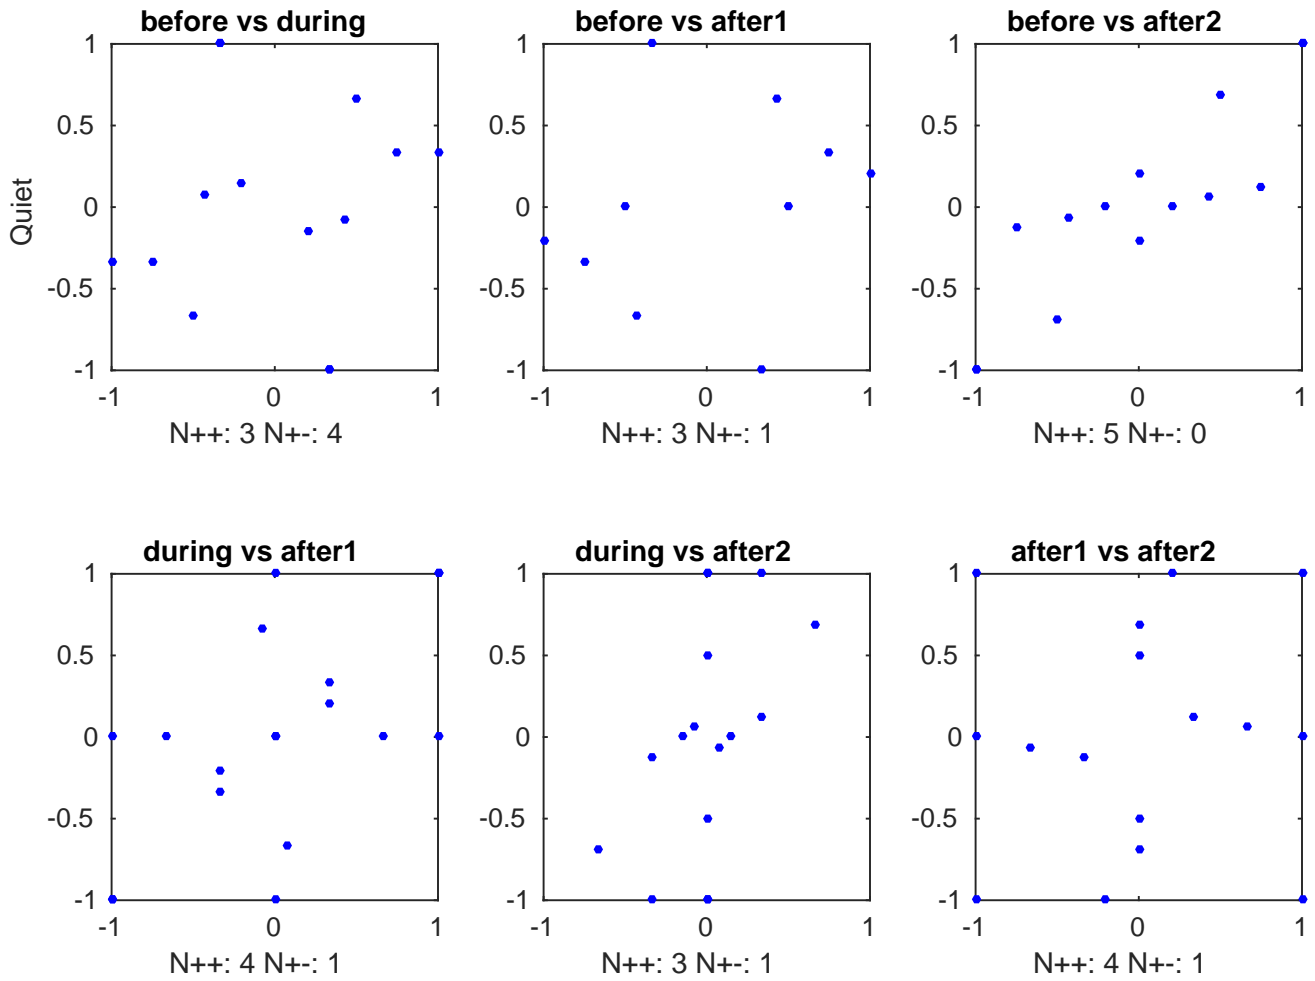 before vs during
before vs after1
before vs after2
1
0.5
0
-0.5
-1
Quiet
-1 0 1
N++: 3 N+-: 4
1
0.5
0
-0.5
-1
-1 0 1
N++: 3 N+-: 1
1
0.5
0
-0.5
-1
-1 0 1
N++: 5 N+-: 0
during vs after1
during vs after2
after1 vs after2
1
0.5
0
-0.5
-1
-1 0 1
N++: 4 N+-: 1
1
0.5
0
-0.5
-1
-1 0 1
N++: 3 N+-: 1
1
0.5
0
-0.5
-1
-1 0 1
N++: 4 N+-: 1